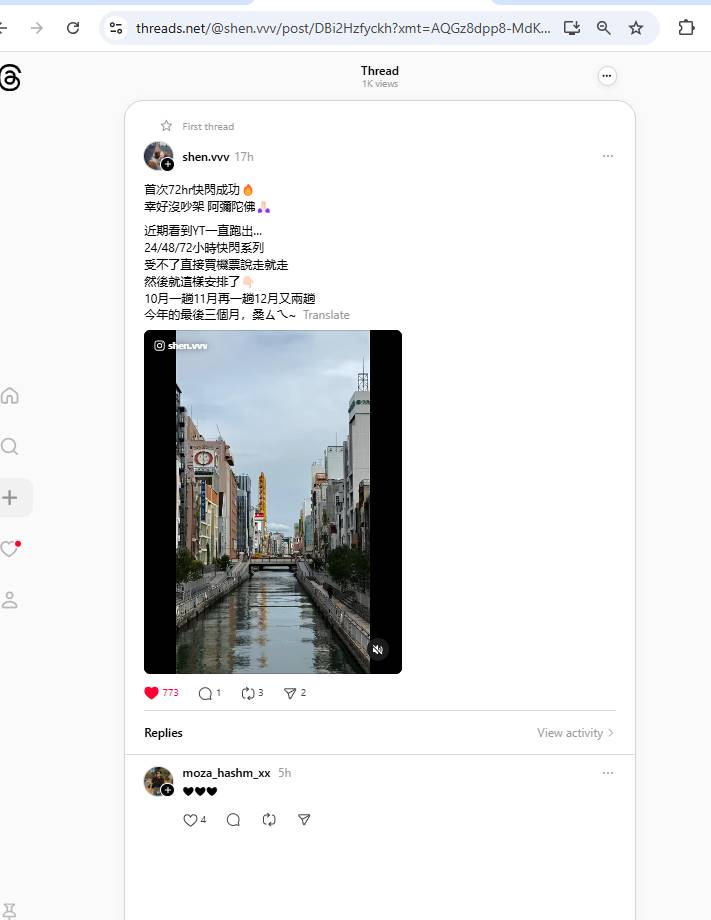 threads.net/@shen.vvv/post/DBi2Hzfyckh?xmt=AQGz8dpp8-MdK...
Thread
1K views
First thread
shen.vvv 17h
首次72hr快閃成功🔥
幸好沒吵架 阿彌陀佛🙏🏻
近期看到YT一直跑出...
24/48/72小時快閃系列
受不了直接買機票說走就走
然後就這樣安排了👇🏻
10月一趟11月再一趟12月又兩趟
今年的最後三個月，桑ㄙㄟ~ Translate
shen.vvv
773 1 3 2
Replies View activity
moza_hashm_xx 5h
🖤🖤🖤
4